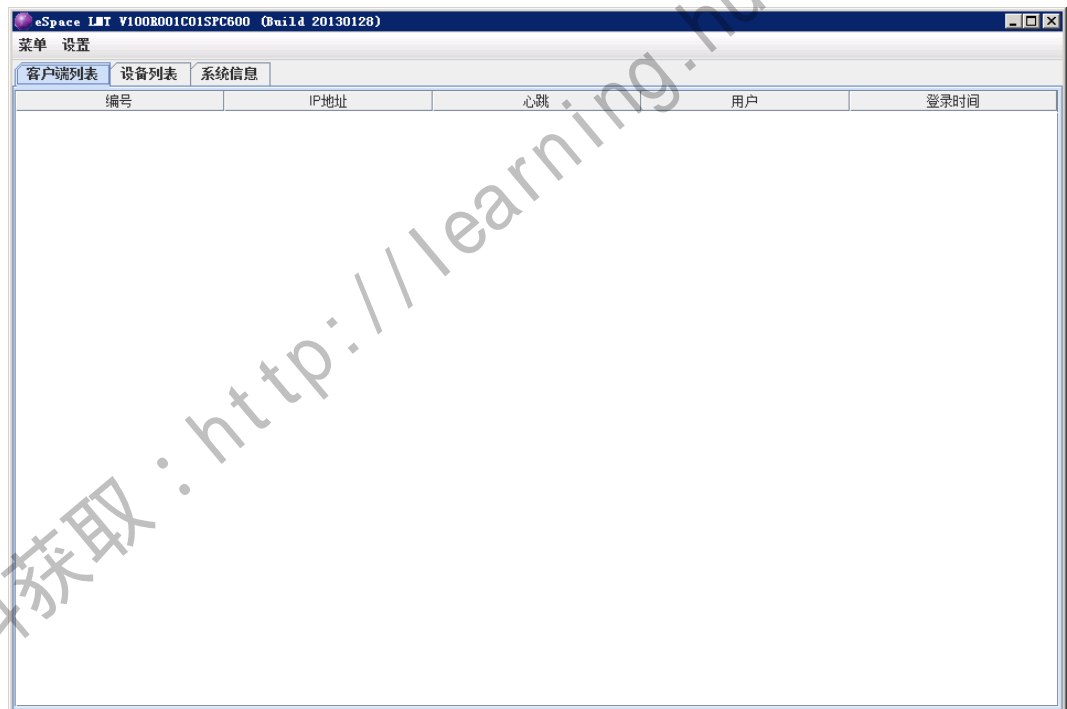 eSpace LMT V100R001C01SPC600 (Build 20130128)
菜单 设置
客户端列表 设备列表 系统信息
编号 IP地址 心跳 用户 登录时间
获取：http://learning.hu